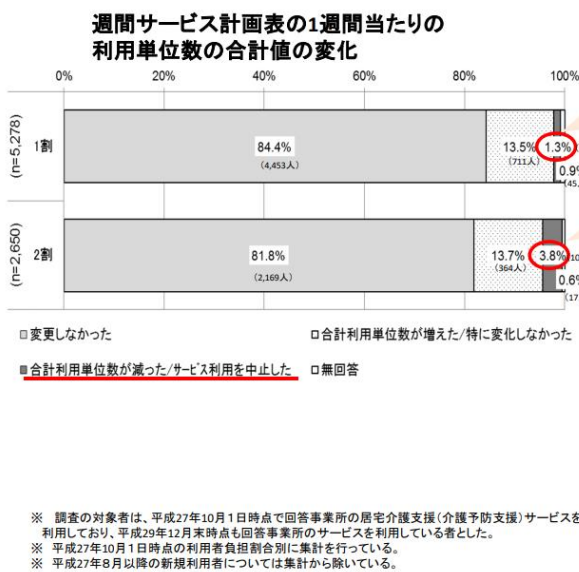 週間サービス計画表の1週間当たりの
利用単位数の合計値の変化
0% 20% 40% 60% 80% 100%
(n=5,278) 1割 84.4% 13.5% 1.3%
(4,453人) (711人)
0.9%
(45,
(n=2,650) 2割 81.8% 13.7% 3.8%
(2,169人) (364人) (10
0.6%
(17
変更しなかった 合計利用単位数が増えた/特に変化しなかった
合計利用単位数が減った/サービス利用を中止した 無回答
※ 調査の対象者は、平成27年10月1日時点で回答事業所の居宅介護支援(介護予防支援)サービスを
利用しており、平成29年12月末時点も回答事業所のサービスを利用している者とした。
※ 平成27年10月1日時点の利用者負担割合別に集計を行っている。
※ 平成27年8月以降の新規利用者については集計から除いている。